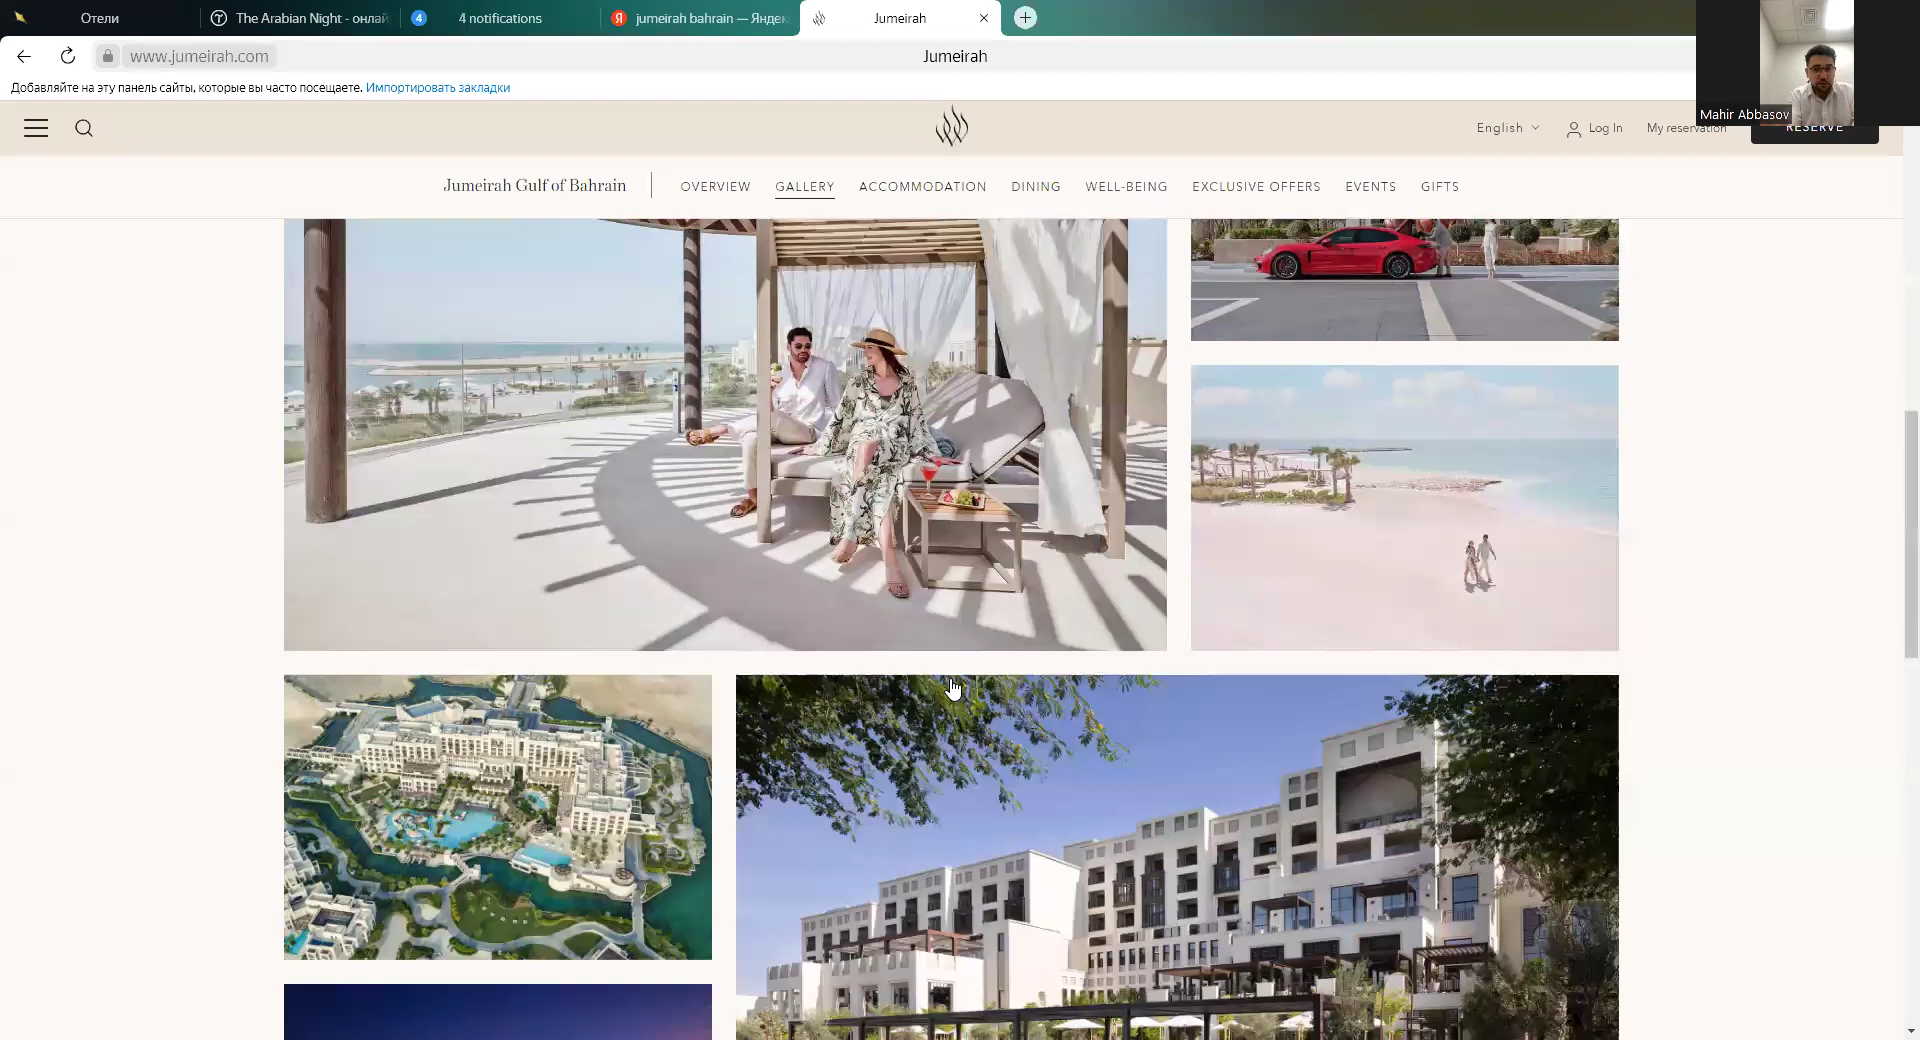 Отели
The Arabian Night - онлай
4
4 notifications
Я
jumeirah bahrain — Яндек
Jumeirah
www.jumeirah.com
Jumeirah
Добавляйте на эту панель сайты, которые вы часто посещаете. Импортировать закладки
Mahir Abbasov
English
Log In
My reservation
RESERVE
Jumeirah Gulf of Bahrain
OVERVIEW
GALLERY
ACCOMMODATION
DINING
WELL-BEING
EXCLUSIVE OFFERS
EVENTS
GIFTS